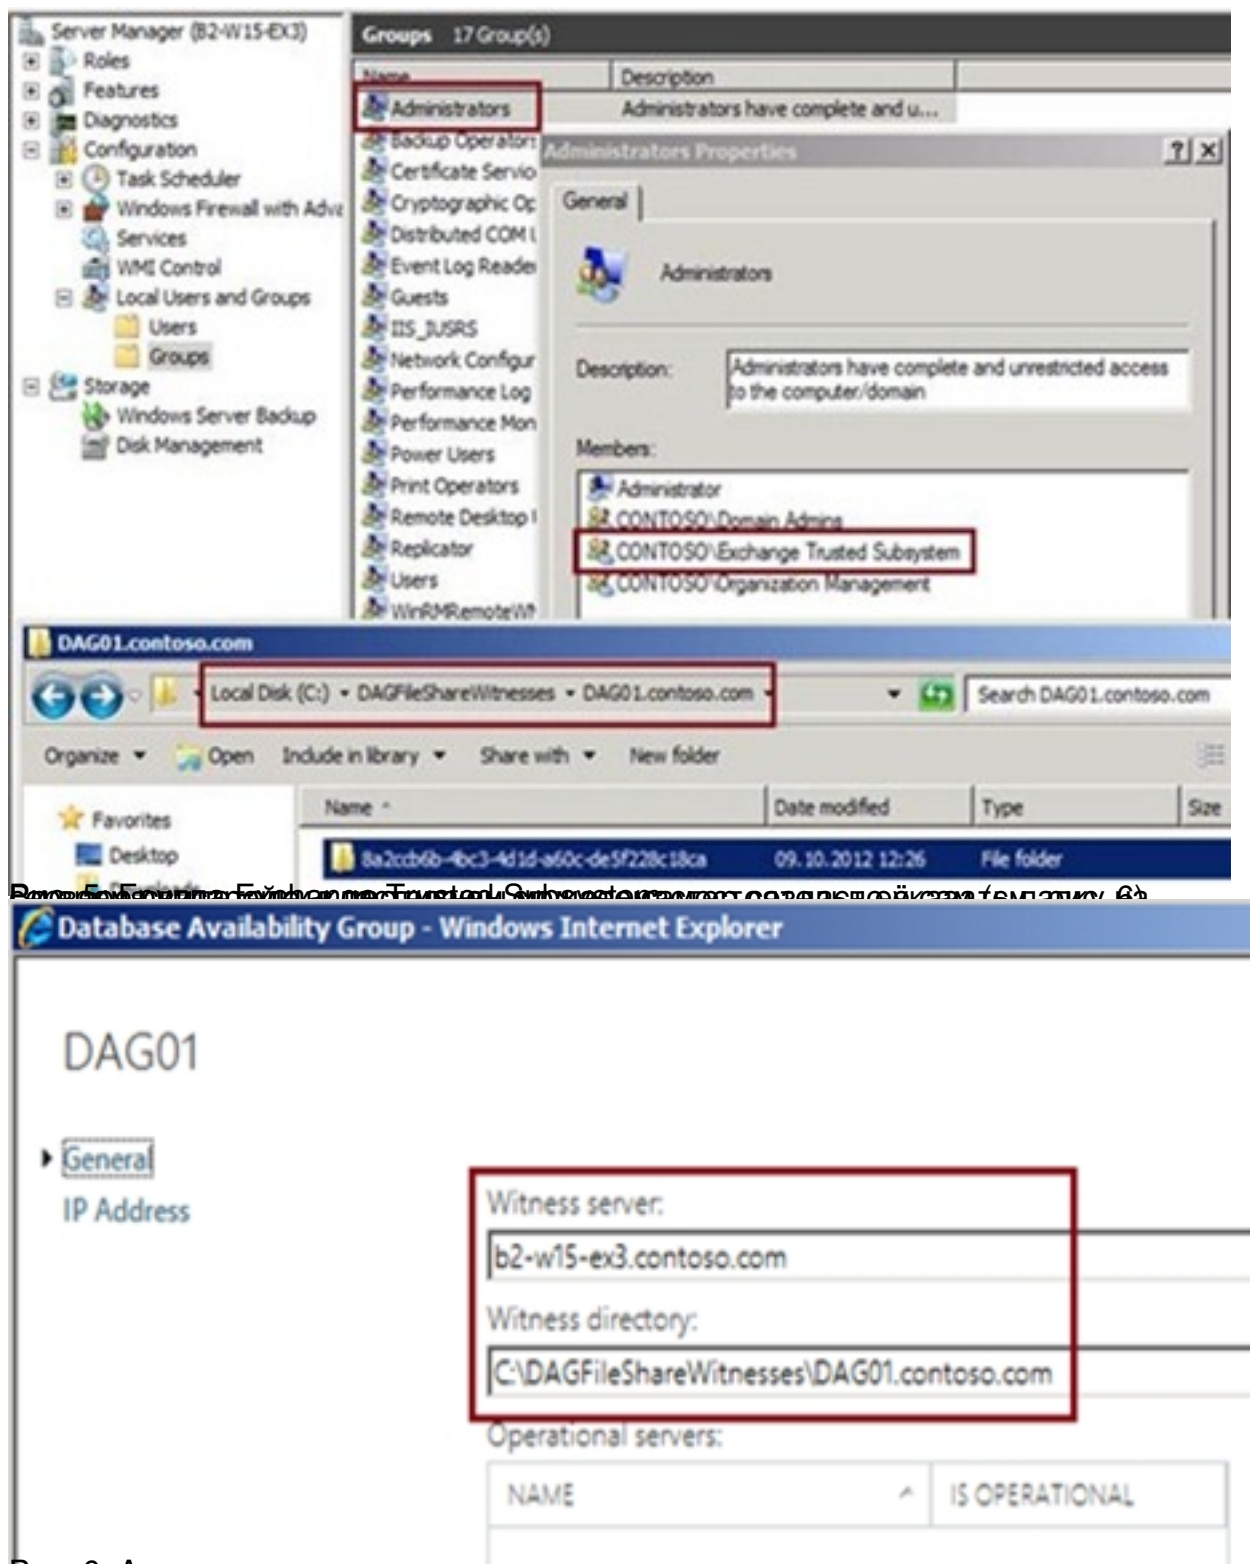 Server Manager (B2-W15-EX3)
Roles
Features
Diagnostics
Configuration
Task Scheduler
Windows Firewall with Adva
Services
WMI Control
Local Users and Groups
Users
Groups
Storage
Windows Server Backup
Disk Management
Groups 17 Group(s)
Name Description
Administrators Administrators have complete and u...
Backup Operators
Certificate Servic
Cryptographic Op
Distributed COM U
Event Log Reader
Guests
IIS_IUSRS
Network Configur
Performance Log
Performance Mon
Power Users
Print Operators
Remote Desktop
Replicator
Users
WinRMRemoteWM
Administrators Properties
General
Administrators
Description: Administrators have complete and unrestricted access
to the computer/domain
Members:
Administrator
CONTOSO\Domain Admins
CONTOSO\Exchange Trusted Subsystem
CONTOSO\Organization Management
DAG01.contoso.com
Local Disk (C:) DAGFileShareWitnesses DAG01.contoso.com
Search DAG01.contoso.com
Organize Open Include in library Share with New folder
Name Date modified Type Size
Favorites
Desktop
8a2ccb6b-4bc3-4d1d-a60c-de5f228c18ca 09.10.2012 12:26 File folder
Exchange Trusted Subsystem
Database Availability Group - Windows Internet Explorer
DAG01
General
IP Address
Witness server:
b2-w15-ex3.contoso.com
Witness directory:
C:\DAGFileShareWitnesses\DAG01.contoso.com
Operational servers:
NAME IS OPERATIONAL